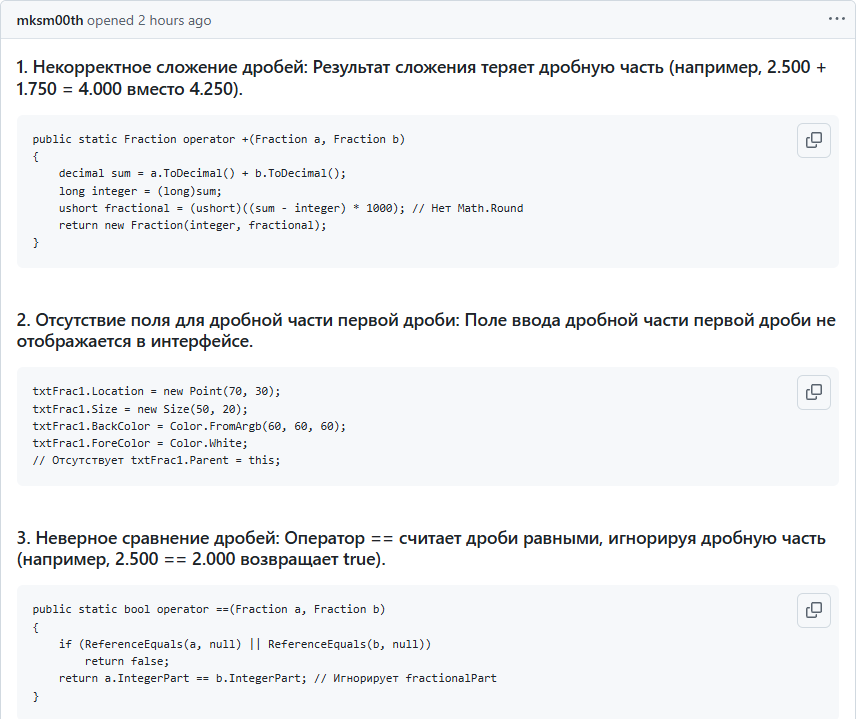 mksm00th opened 2 hours ago
1. Некорректное сложение дробей: Результат сложения теряет дробную часть (например, 2.500 +
1.750 = 4.000 вместо 4.250).
public static Fraction operator +(Fraction a, Fraction b)
{
    decimal sum = a.ToDecimal() + b.ToDecimal();
    long integer = (long)sum;
    ushort fractional = (ushort)((sum - integer) * 1000); // Нет Math.Round
    return new Fraction(integer, fractional);
}
2. Отсутствие поля для дробной части первой дроби: Поле ввода дробной части первой дроби не
отображается в интерфейсе.
txtFrac1.Location = new Point(70, 30);
txtFrac1.Size = new Size(50, 20);
txtFrac1.BackColor = Color.FromArgb(60, 60, 60);
txtFrac1.ForeColor = Color.White;
// Отсутствует txtFrac1.Parent = this;
3. Неверное сравнение дробей: Оператор == считает дроби равными, игнорируя дробную часть
(например, 2.500 == 2.000 возвращает true).
public static bool operator ==(Fraction a, Fraction b)
{
    if (ReferenceEquals(a, null) || ReferenceEquals(b, null))
        return false;
    return a.IntegerPart == b.IntegerPart; // Игнорирует fractionalPart
}